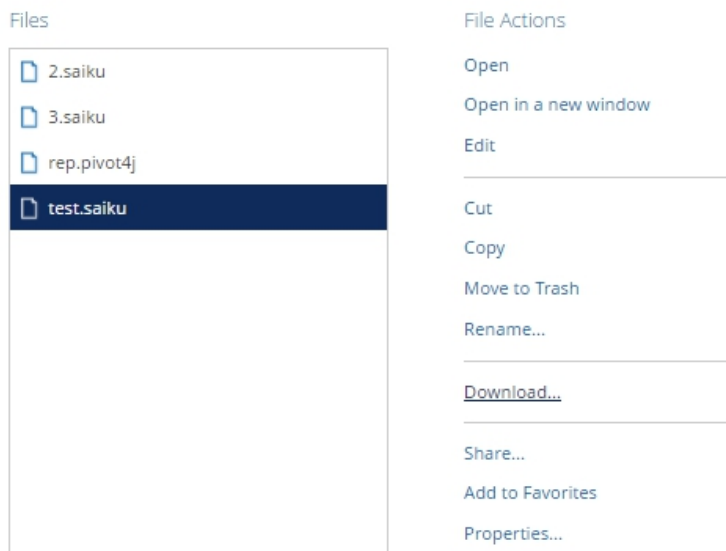 Files
2.saiku
3.saiku
rep.pivot4j
test.saiku
File Actions
Open
Open in a new window
Edit
Cut
Copy
Move to Trash
Rename...
Download...
Share...
Add to Favorites
Properties...